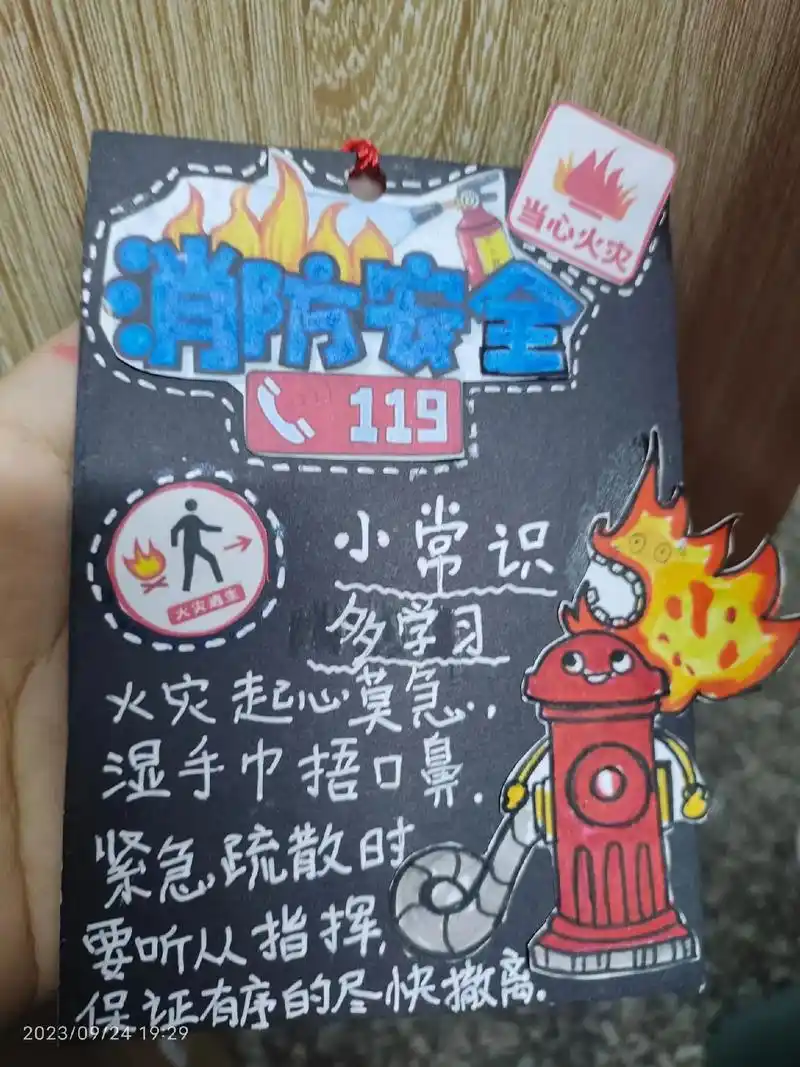 当心火灾
消防安全
119
火灾逃生
小常识
多学习
火灾起心莫急..
湿手巾捂口鼻.
紧急疏散时
要听从指挥,
保证有序的尽快撤离.
2023/09/24 19:29